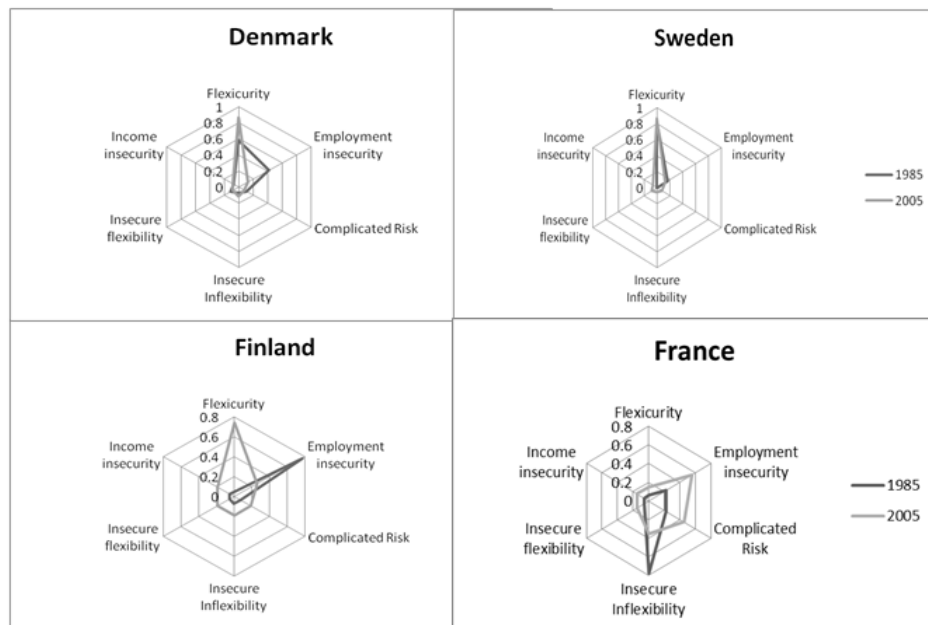 Denmark
Flexicurity
1
0.8
0.6
0.4
0.2
0
Employment
insecurity
Complicated Risk
Insecure
Inflexibility
Insecure
flexibility
Income
insecurity
Sweden
Flexicurity
1
0.8
0.6
0.4
0.2
0
Employment
insecurity
Complicated Risk
Insecure
Inflexibility
Insecure
flexibility
Income
insecurity
1985
2005
Finland
Flexicurity
0.8
0.6
0.4
0.2
0
Employment
insecurity
Complicated Risk
Insecure
Inflexibility
Insecure
flexibility
Income
insecurity
France
Flexicurity
0.8
0.6
0.4
0.2
0
Employment
insecurity
Complicated
Risk
Insecure
Inflexibility
Insecure
flexibility
Income
insecurity
1985
2005